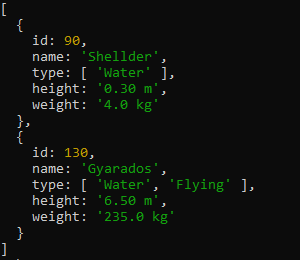 [
  {
    id: 90,
    name: 'Shellder',
    type: [ 'Water' ],
    height: '0.30 m',
    weight: '4.0 kg'
  },
  {
    id: 130,
    name: 'Gyarados',
    type: [ 'Water', 'Flying' ],
    height: '6.50 m',
    weight: '235.0 kg'
  }
]